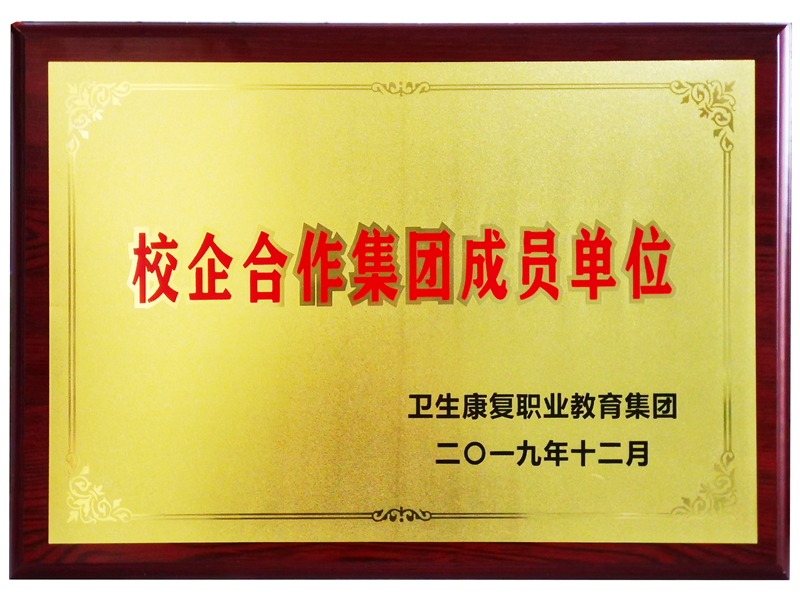 校企合作集团成员单位
卫生康复职业教育集团
二〇一九年十二月